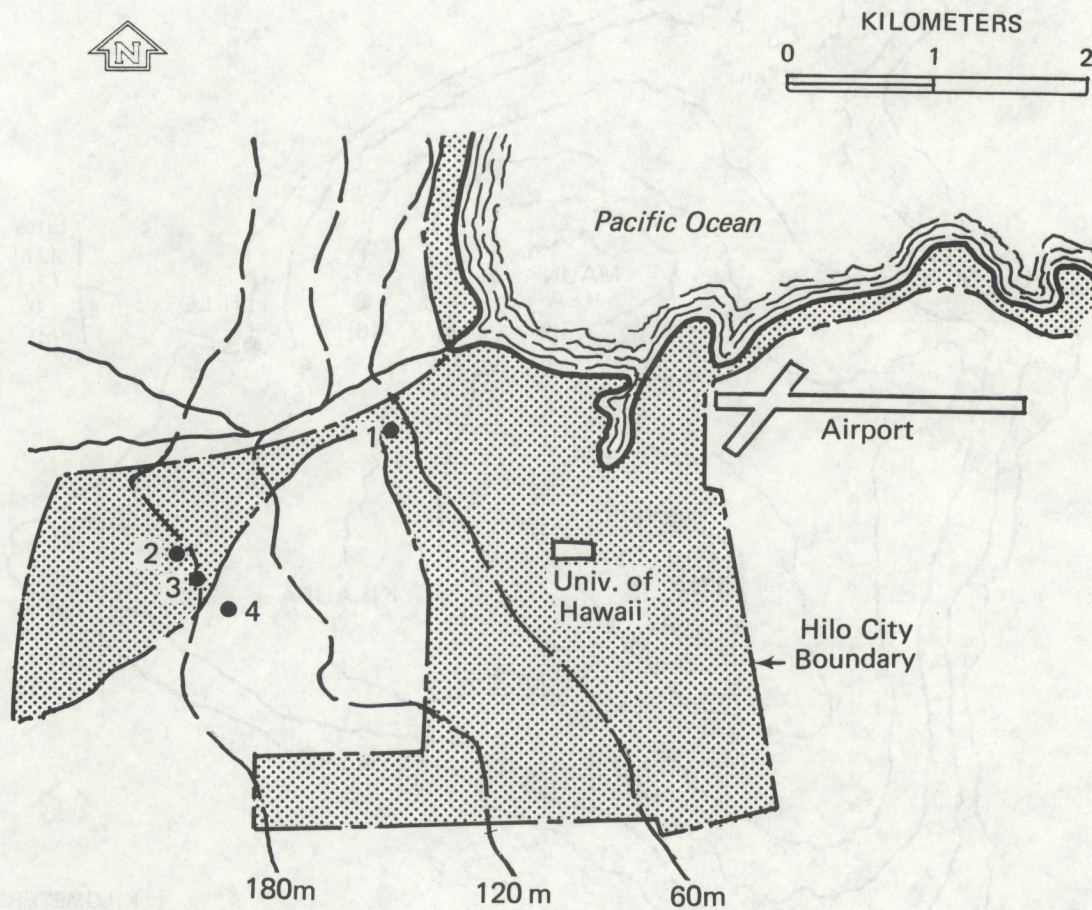 KILOMETERS
0 1 2
N
Pacific Ocean
Airport
1
2
3
4
Univ. of
Hawaii
Hilo City
Boundary
180m
120 m
60m